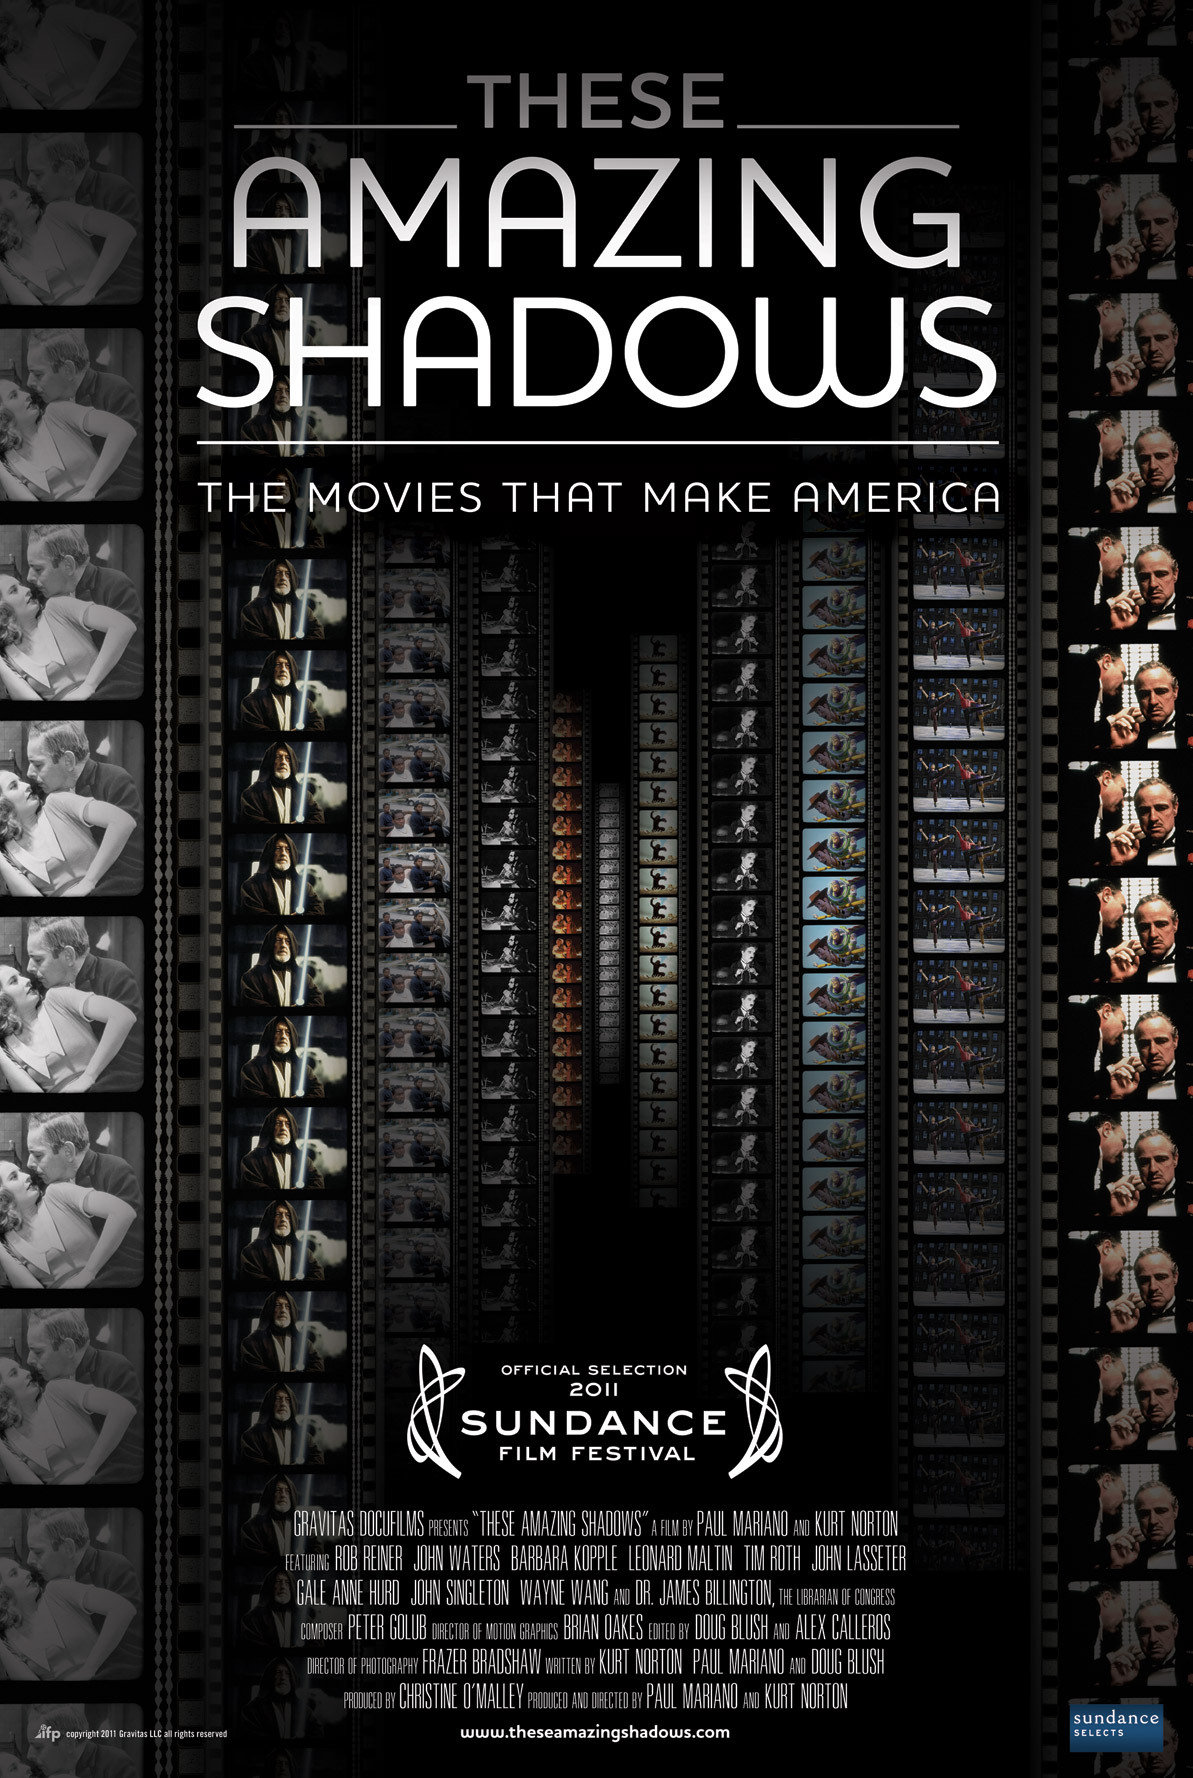 THESE
AMAZING
SHADOWS
THE MOVIES THAT MAKE AMERICA
OFFICIAL SELECTION
2011
SUNDANCE
FILM FESTIVAL
GRAVITAS DOCUFILMS PRESENTS "THESE AMAZING SHADOWS" A FILM BY PAUL MARIANO AND KURT NORTON
FEATURING ROB REINER JOHN WATERS BARBARA KOPPLE LEONARD MALTIN TIM ROTH JOHN LASSETER
GALE ANNE HURD JOHN SINGLETON WAYNE WANG AND DR. JAMES BILLINGTON, THE LIBRARIAN OF CONGRESS
COMPOSER PETER GOLUB DIRECTOR OF MOTION GRAPHICS BRIAN OAKES EDITED BY DOUG BLUSH AND ALEX CALLEROS
DIRECTOR OF PHOTOGRAPHY FRAZER BRADSHAW WRITTEN BY KURT NORTON PAUL MARIANO AND DOUG BLUSH
PRODUCED BY CHRISTINE O'MALLEY PRODUCED AND DIRECTED BY PAUL MARIANO AND KURT NORTON
ifp copyright 2011 Gravitas LLC all rights reserved
www.theseamazingshadows.com
sundance
SELECTS